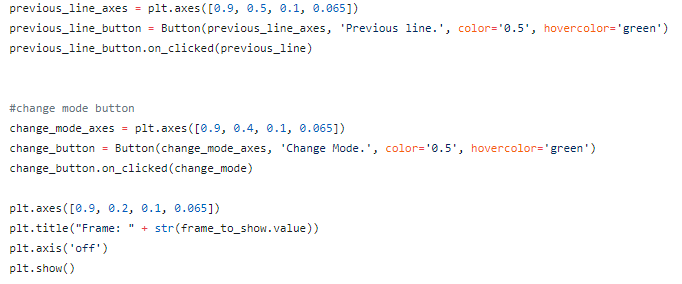 previous_line_axes = plt.axes([0.9, 0.5, 0.1, 0.065])
previous_line_button = Button(previous_line_axes, 'Previous line.', color='0.5', hovercolor='green')
previous_line_button.on_clicked(previous_line)
#change mode button
change_mode_axes = plt.axes([0.9, 0.4, 0.1, 0.065])
change_button = Button(change_mode_axes, 'Change Mode.', color='0.5', hovercolor='green')
change_button.on_clicked(change_mode)
plt.axes([0.9, 0.2, 0.1, 0.065])
plt.title("Frame: " + str(frame_to_show.value))
plt.axis('off')
plt.show()